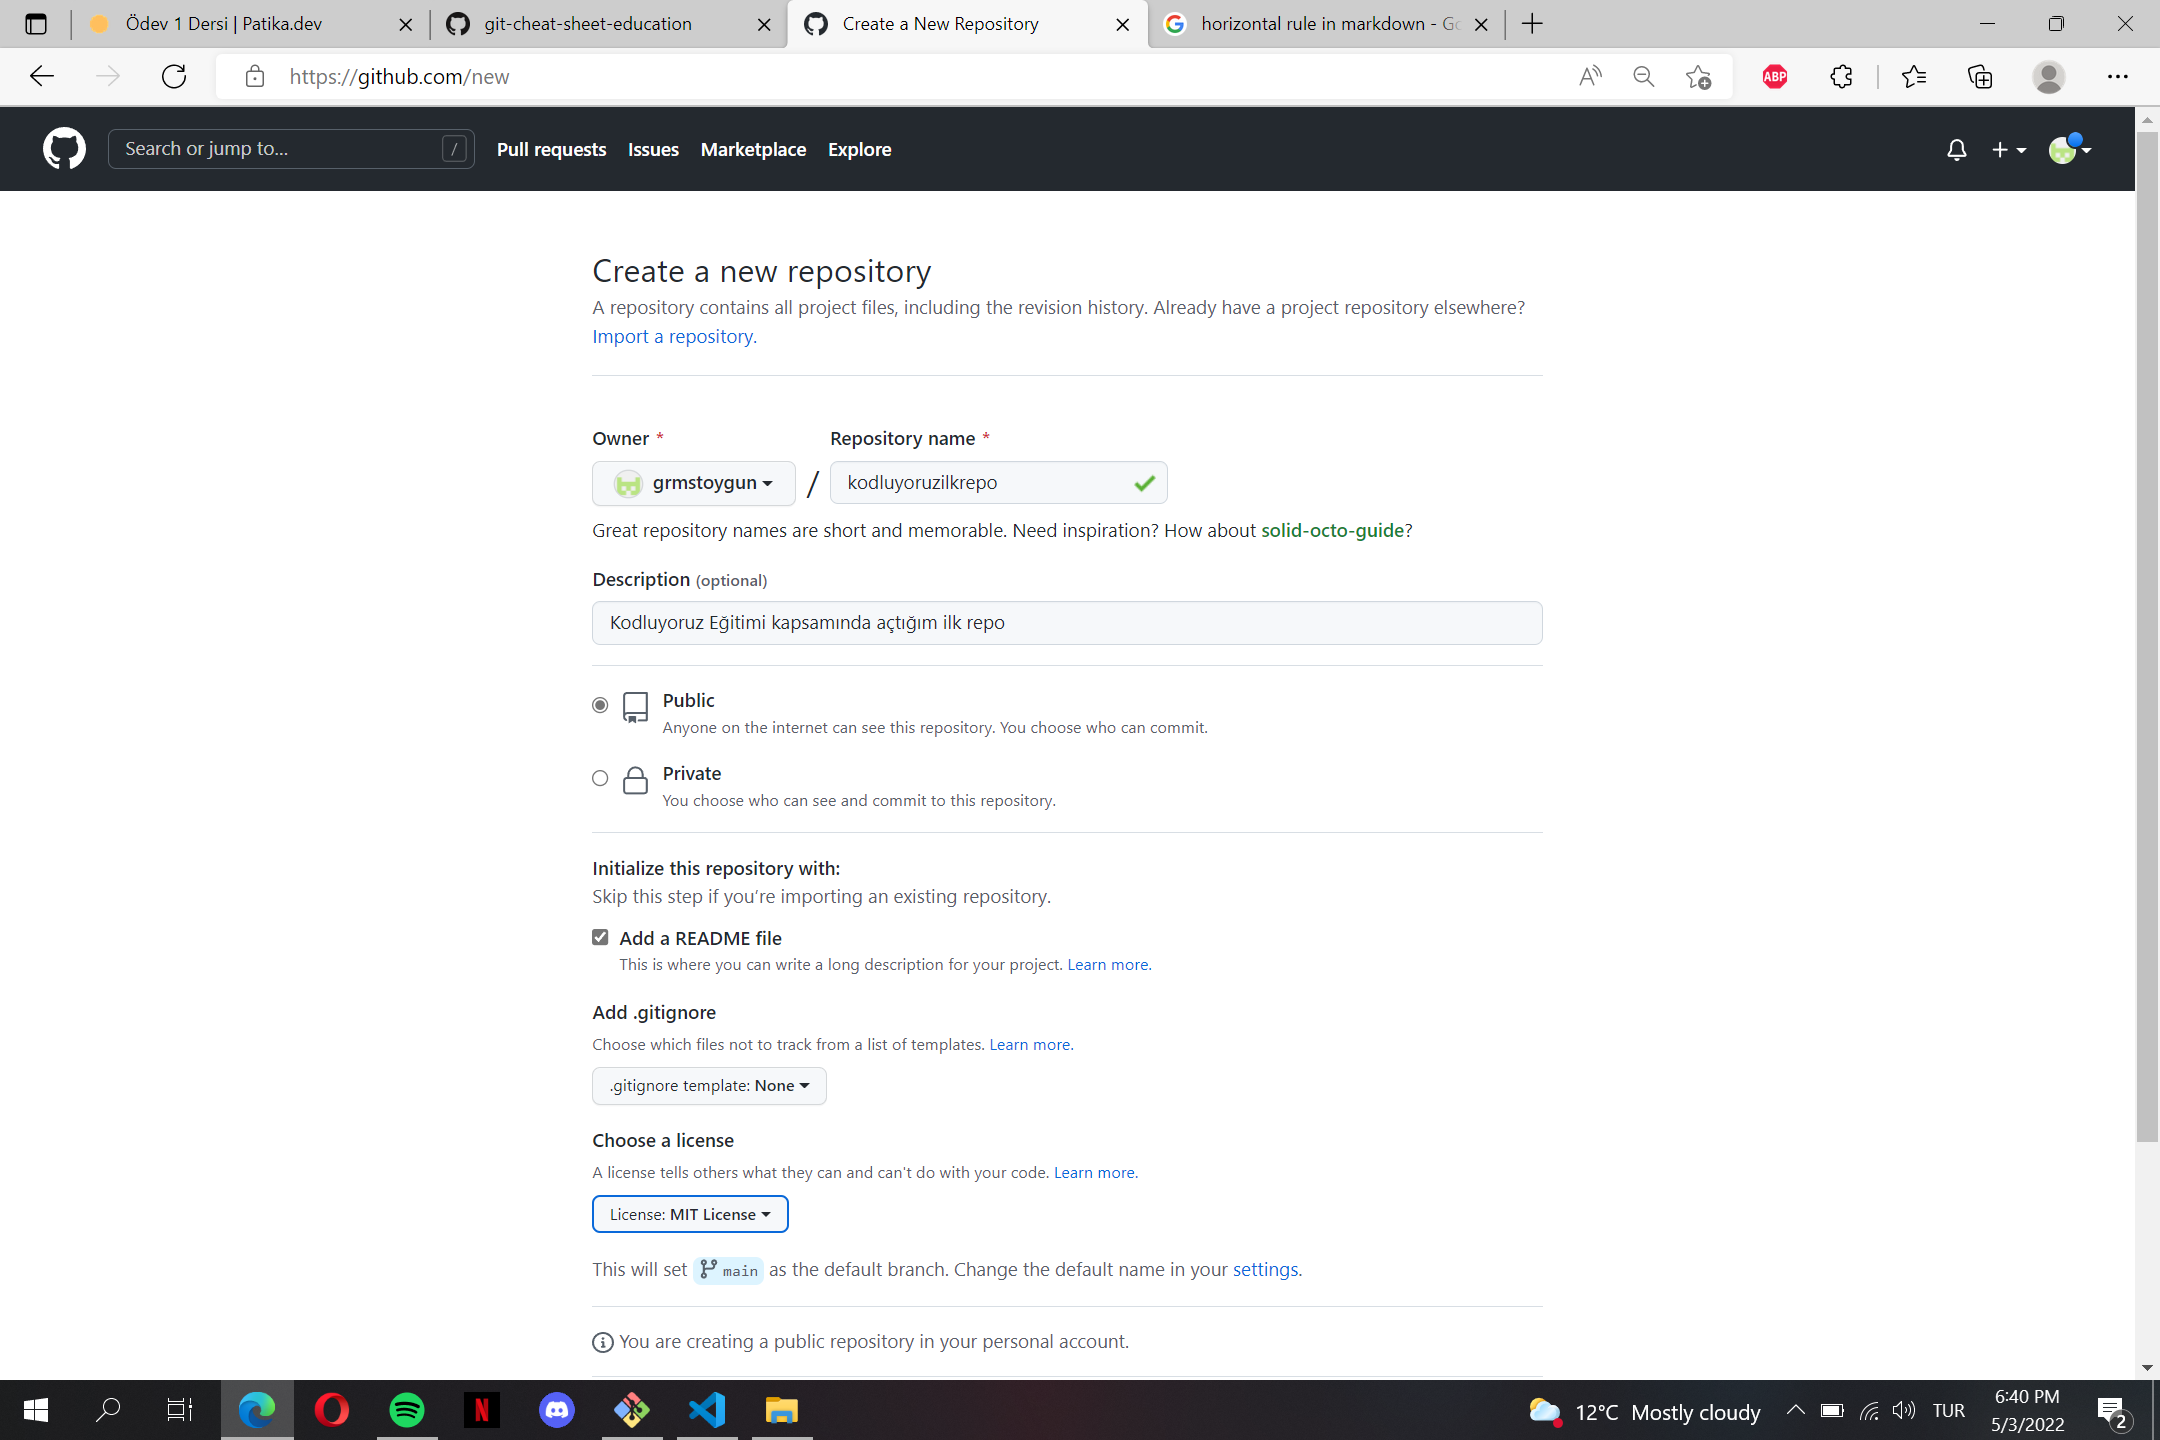 Ödev 1 Dersi | Patika.dev
git-cheat-sheet-education
Create a New Repository
horizontal rule in markdown - Go
https://github.com/new
ABP
Search or jump to...
/
Pull requests
Issues
Marketplace
Explore
Create a new repository
A repository contains all project files, including the revision history. Already have a project repository elsewhere?
Import a repository.
Owner *
Repository name *
grmstoygun
/
kodluyoruzilkrepo
Great repository names are short and memorable. Need inspiration? How about solid-octo-guide?
Description (optional)
Kodluyoruz Eğitimi kapsamında açtığım ilk repo
Public
Anyone on the internet can see this repository. You choose who can commit.
Private
You choose who can see and commit to this repository.
Initialize this repository with:
Skip this step if you're importing an existing repository.
Add a README file
This is where you can write a long description for your project. Learn more.
Add .gitignore
Choose which files not to track from a list of templates. Learn more.
.gitignore template: None
Choose a license
A license tells others what they can and can't do with your code. Learn more.
License: MIT License
This will set main as the default branch. Change the default name in your settings.
You are creating a public repository in your personal account.
N
12°C Mostly cloudy
TUR
6:40 PM
5/3/2022
2